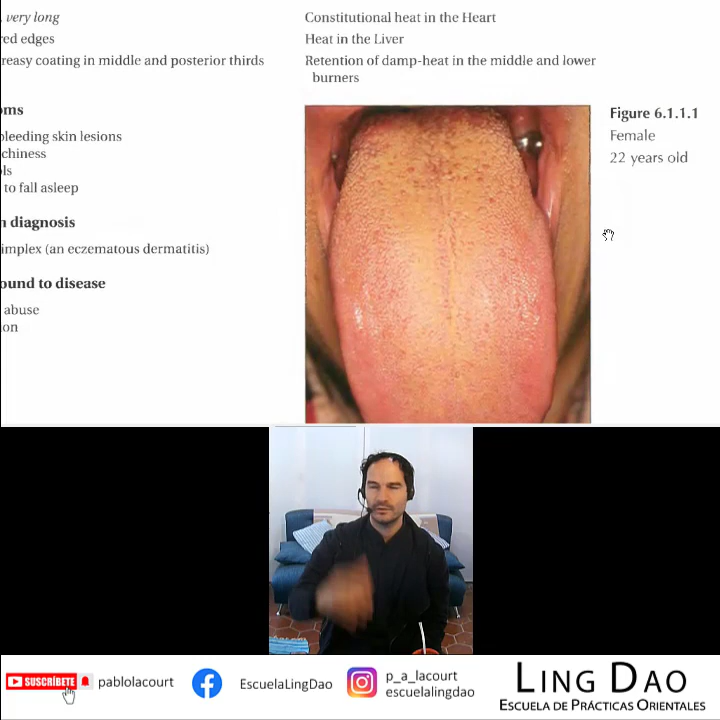 , very long
red edges
reasy coating in middle and posterior thirds
Constitutional heat in the Heart
Heat in the Liver
Retention of damp-heat in the middle and lower
burners
oms
bleeding skin lesions
chiness
ls
to fall asleep
n diagnosis
implex (an eczematous dermatitis)
ound to disease
abuse
on
Figure 6.1.1.1
Female
22 years old
SUSCRÍBETE
pablolacourt
EscuelaLingDao
p_a_lacourt
escuelalingdao
LING DAO
ESCUELA DE PRÁCTICAS ORIENTALES